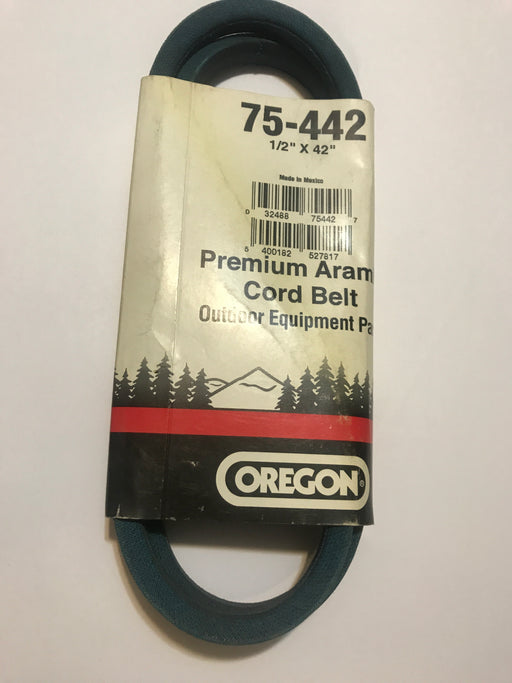 75-442
1/2" X 42"
Made in Mexico
0 32488 75442 7
5 400182 527817
Premium Aram
Cord Belt
Outdoor Equipment Pa
OREGON®